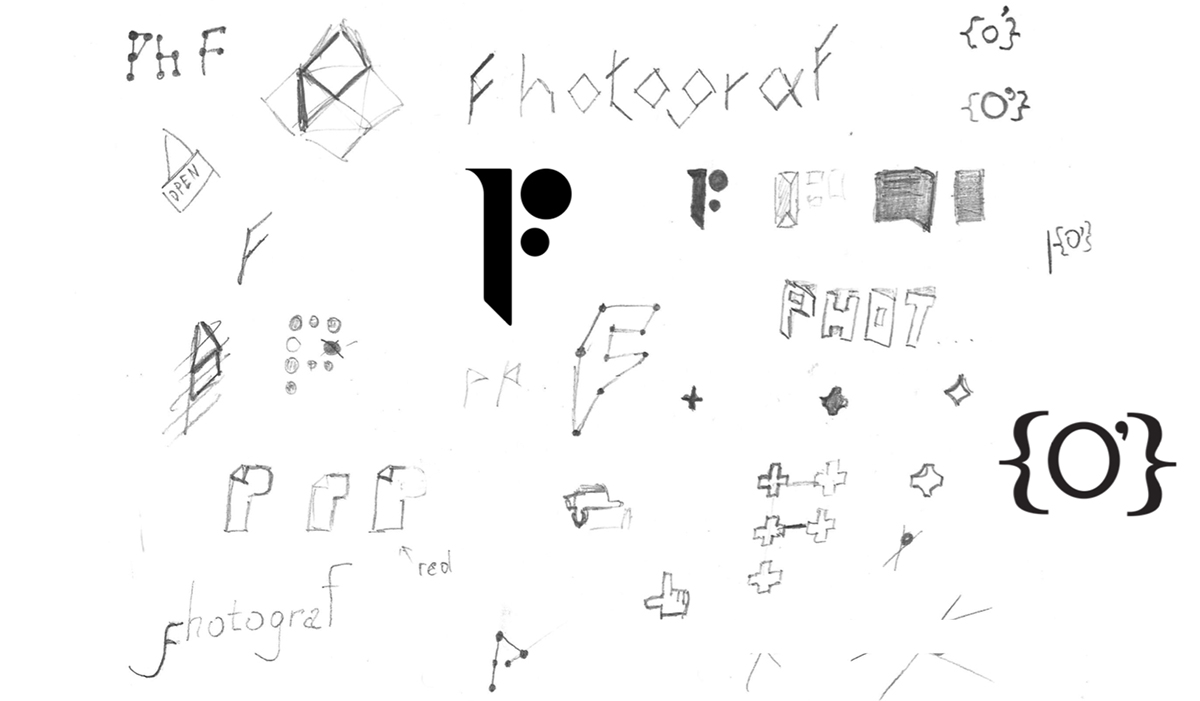 PhF
Fhotograf
{O'}
{O'}
OPEN
F
F
|{O'}
PHOT....
F
P P...
F
{O'}
P P P
red
Fhotograf